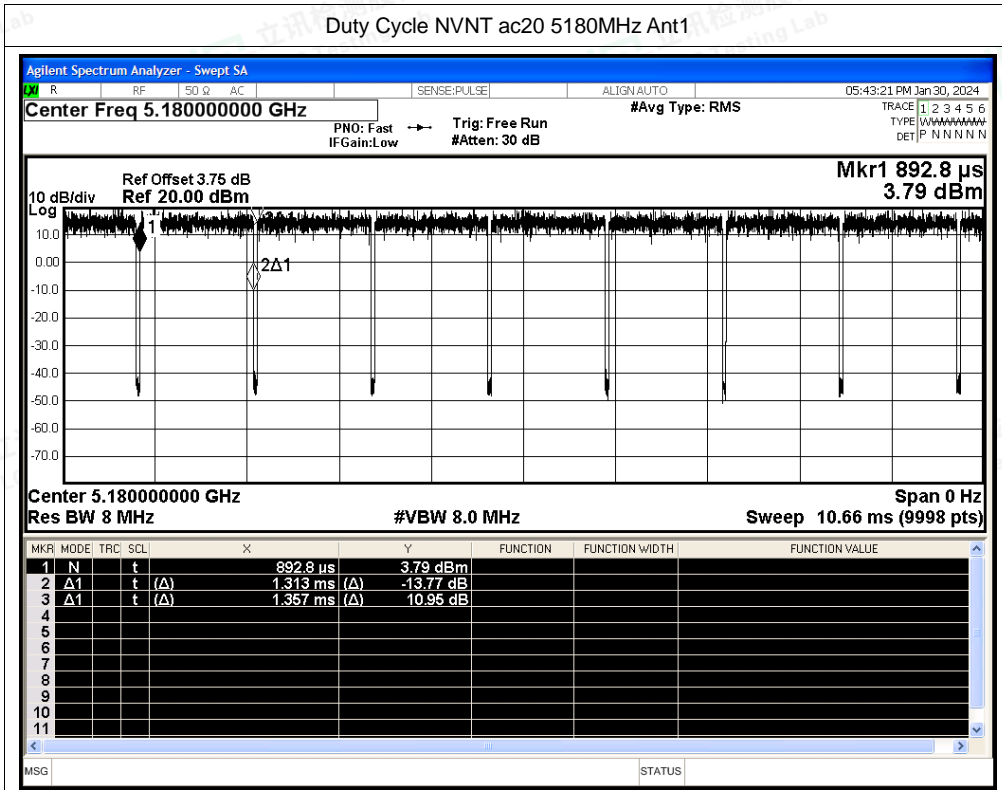 Duty Cycle NVNT ac20 5180MHz Ant1
Agilent Spectrum Analyzer - Swept SA
LXI R RF 50 Ω AC SENSE:PULSE ALIGN AUTO 05:43:21 PM Jan 30, 2024
Center Freq 5.180000000 GHz #Avg Type: RMS TRACE 1 2 3 4 5 6
PNO: Fast Trig: Free Run TYPE WWWWWW
IFGain:Low #Atten: 30 dB DET P N N N N N
Mkr1 892.8 µs
Ref Offset 3.75 dB
10 dB/div Ref 20.00 dBm 3.79 dBm
Log
10.0
1
0.00
2Δ1
-10.0
-20.0
-30.0
-40.0
-50.0
-60.0
-70.0
Center 5.180000000 GHz Span 0 Hz
Res BW 8 MHz #VBW 8.0 MHz Sweep 10.66 ms (9998 pts)
MKR MODE TRC SCL X Y FUNCTION FUNCTION WIDTH FUNCTION VALUE
1 N t 892.8 µs 3.79 dBm
2 Δ1 t (Δ) 1.313 ms (Δ) -13.77 dB
3 Δ1 t (Δ) 1.357 ms (Δ) 10.95 dB
4
5
6
7
8
9
10
11
MSG STATUS